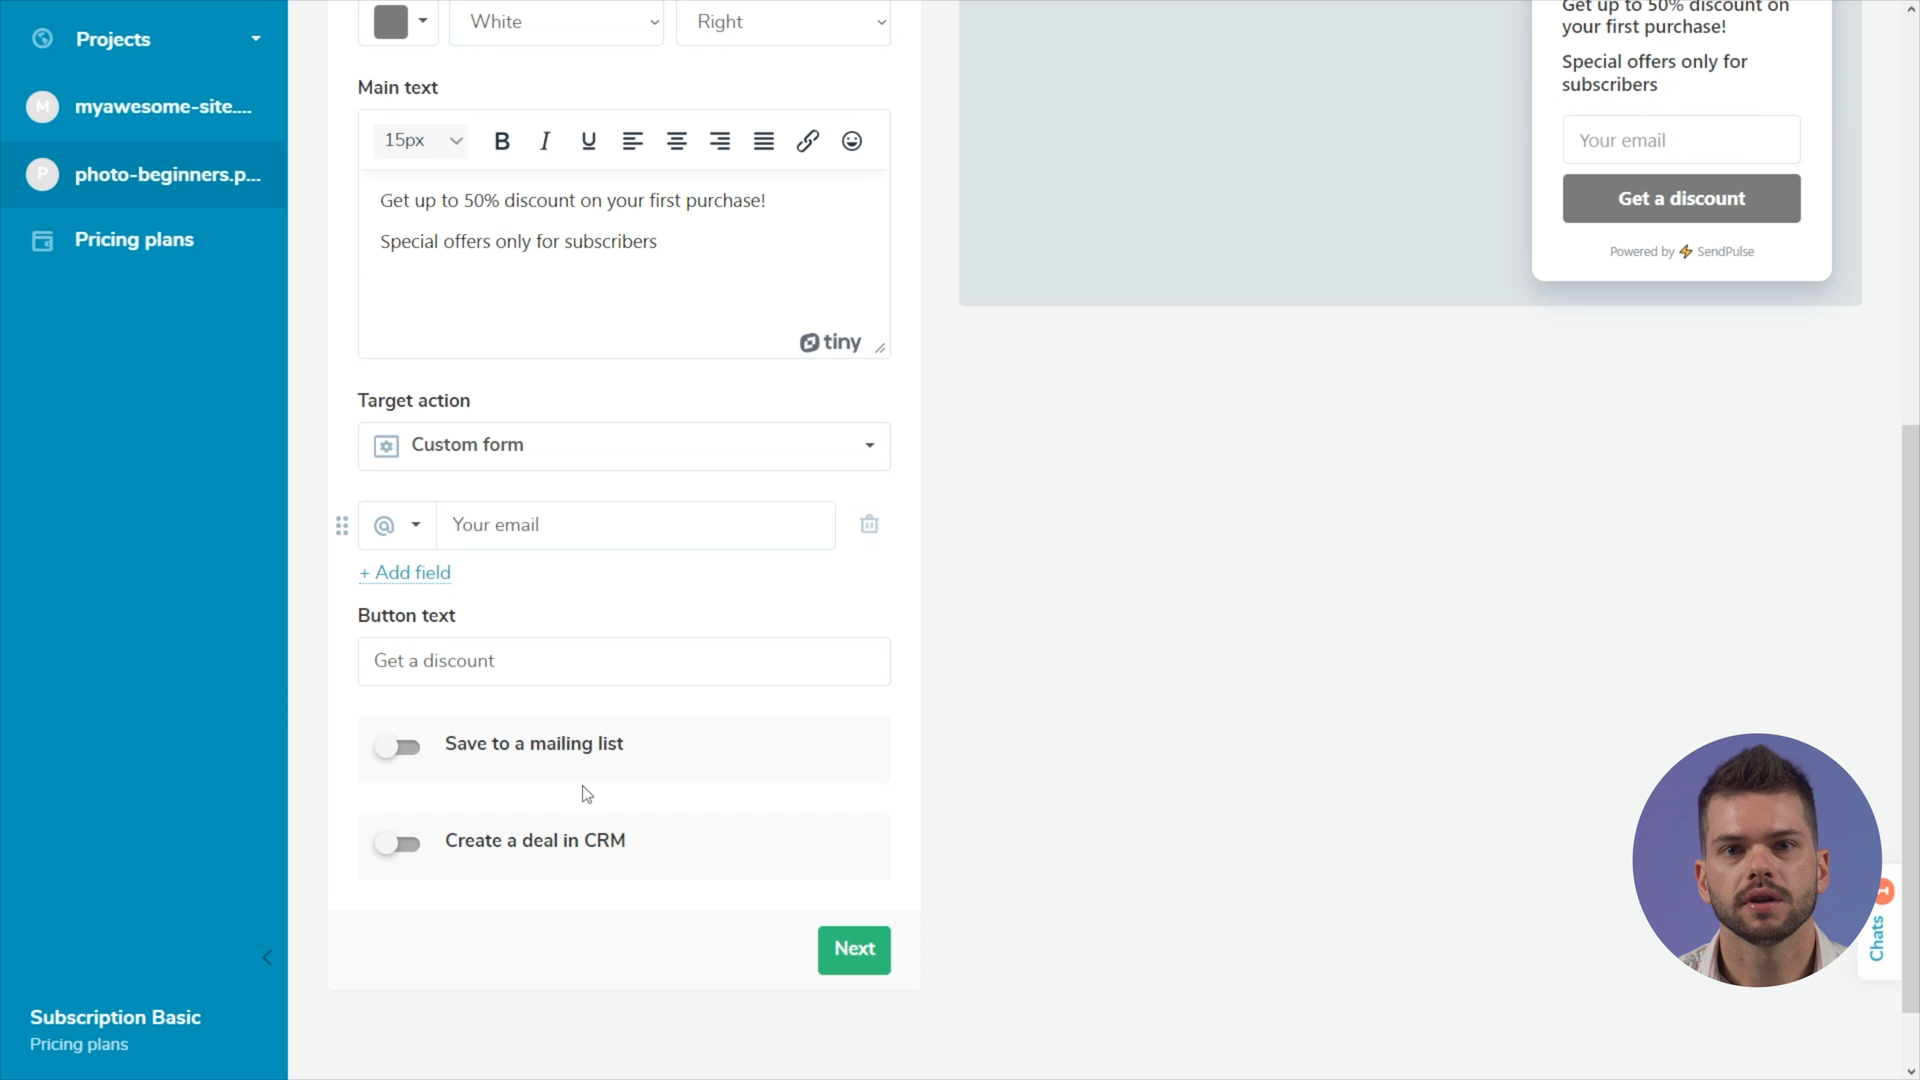 Projects
M
myawesome-site....
P
photo-beginners.p...
Pricing plans
Subscription Basic
Pricing plans
White
Right
Main text
15px
B I U
Get up to 50% discount on your first purchase!
Special offers only for subscribers
tiny
Target action
Custom form
@
Your email
+ Add field
Button text
Get a discount
Save to a mailing list
Create a deal in CRM
Next
Get up to 50% discount on
your first purchase!
Special offers only for
subscribers
Your email
Get a discount
Powered by SendPulse
1
Chats